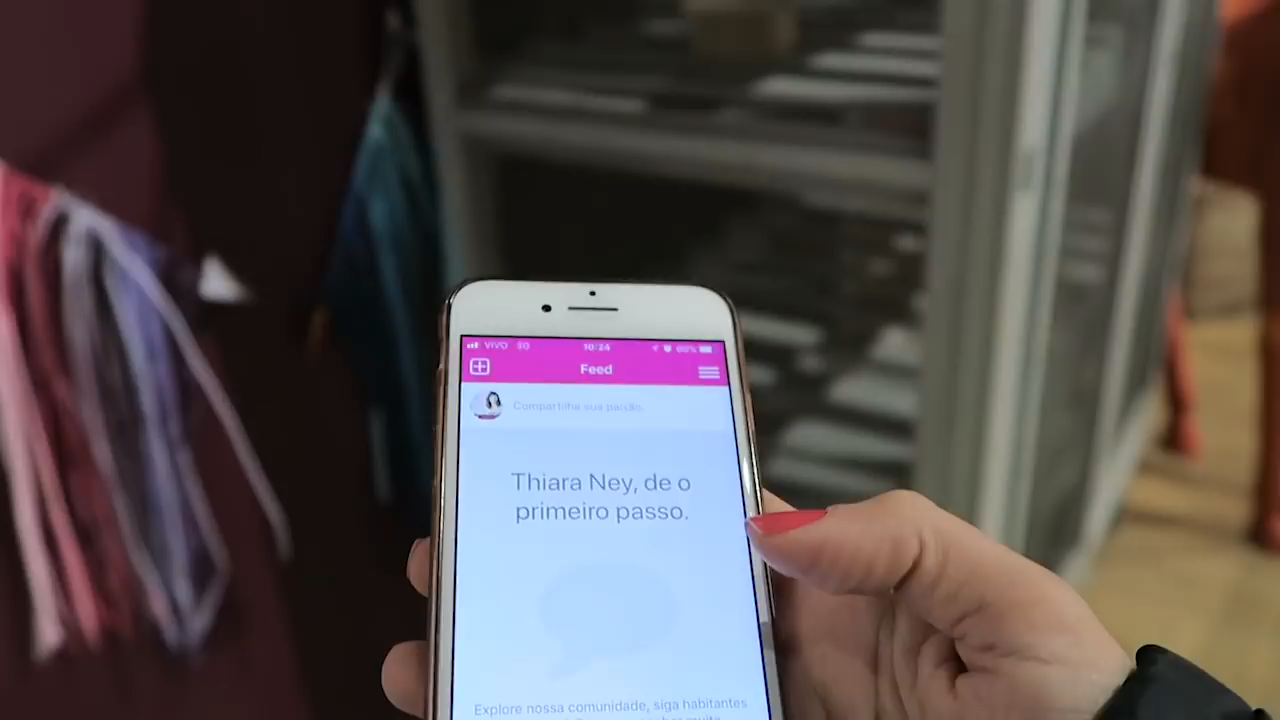 VIVO
10:24
Feed
Compartilhe sua paixão.
Thiara Ney, de o
primeiro passo.
Explore nossa comunidade, siga habitantes